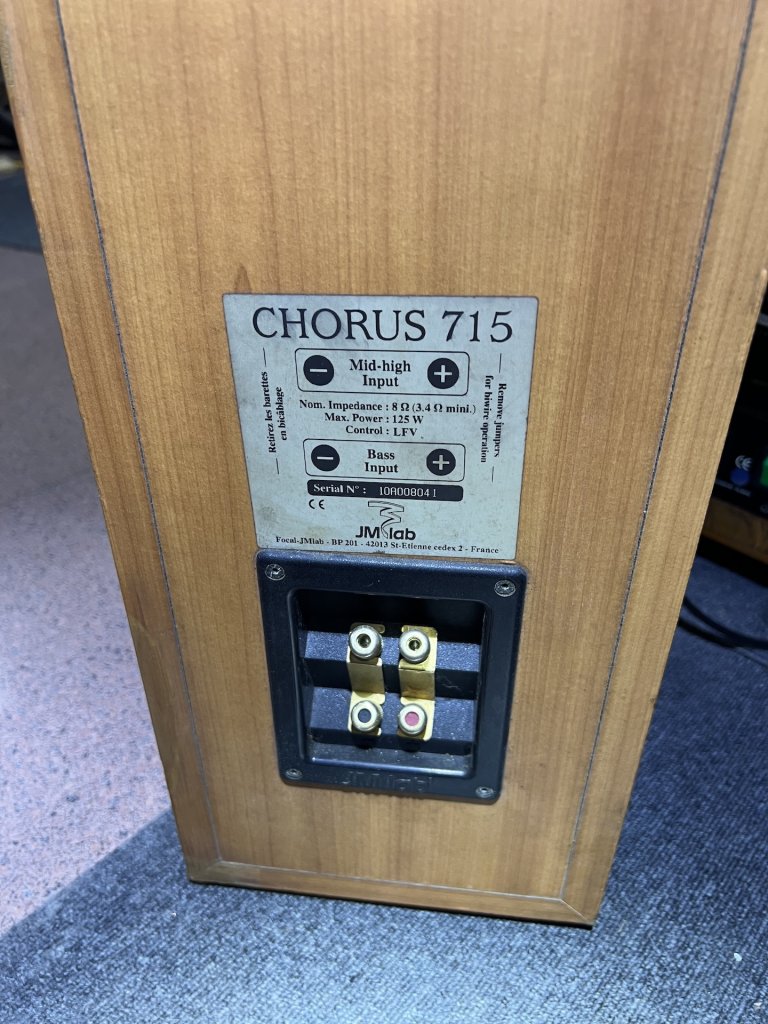 CHORUS 715
− Mid-high +
Input
Retirez les barettes
en bicâblage
Remove jumpers
for biwire operation
Nom. Impedance : 8 Ω (3.4 Ω mini.)
Max. Power : 125 W
Control : LFV
− Bass +
Input
Serial N° : 10A008041
CE
JMlab
Focal-JMlab - BP 201 - 42013 St-Etienne cedex 2 - France
JMlab
CE